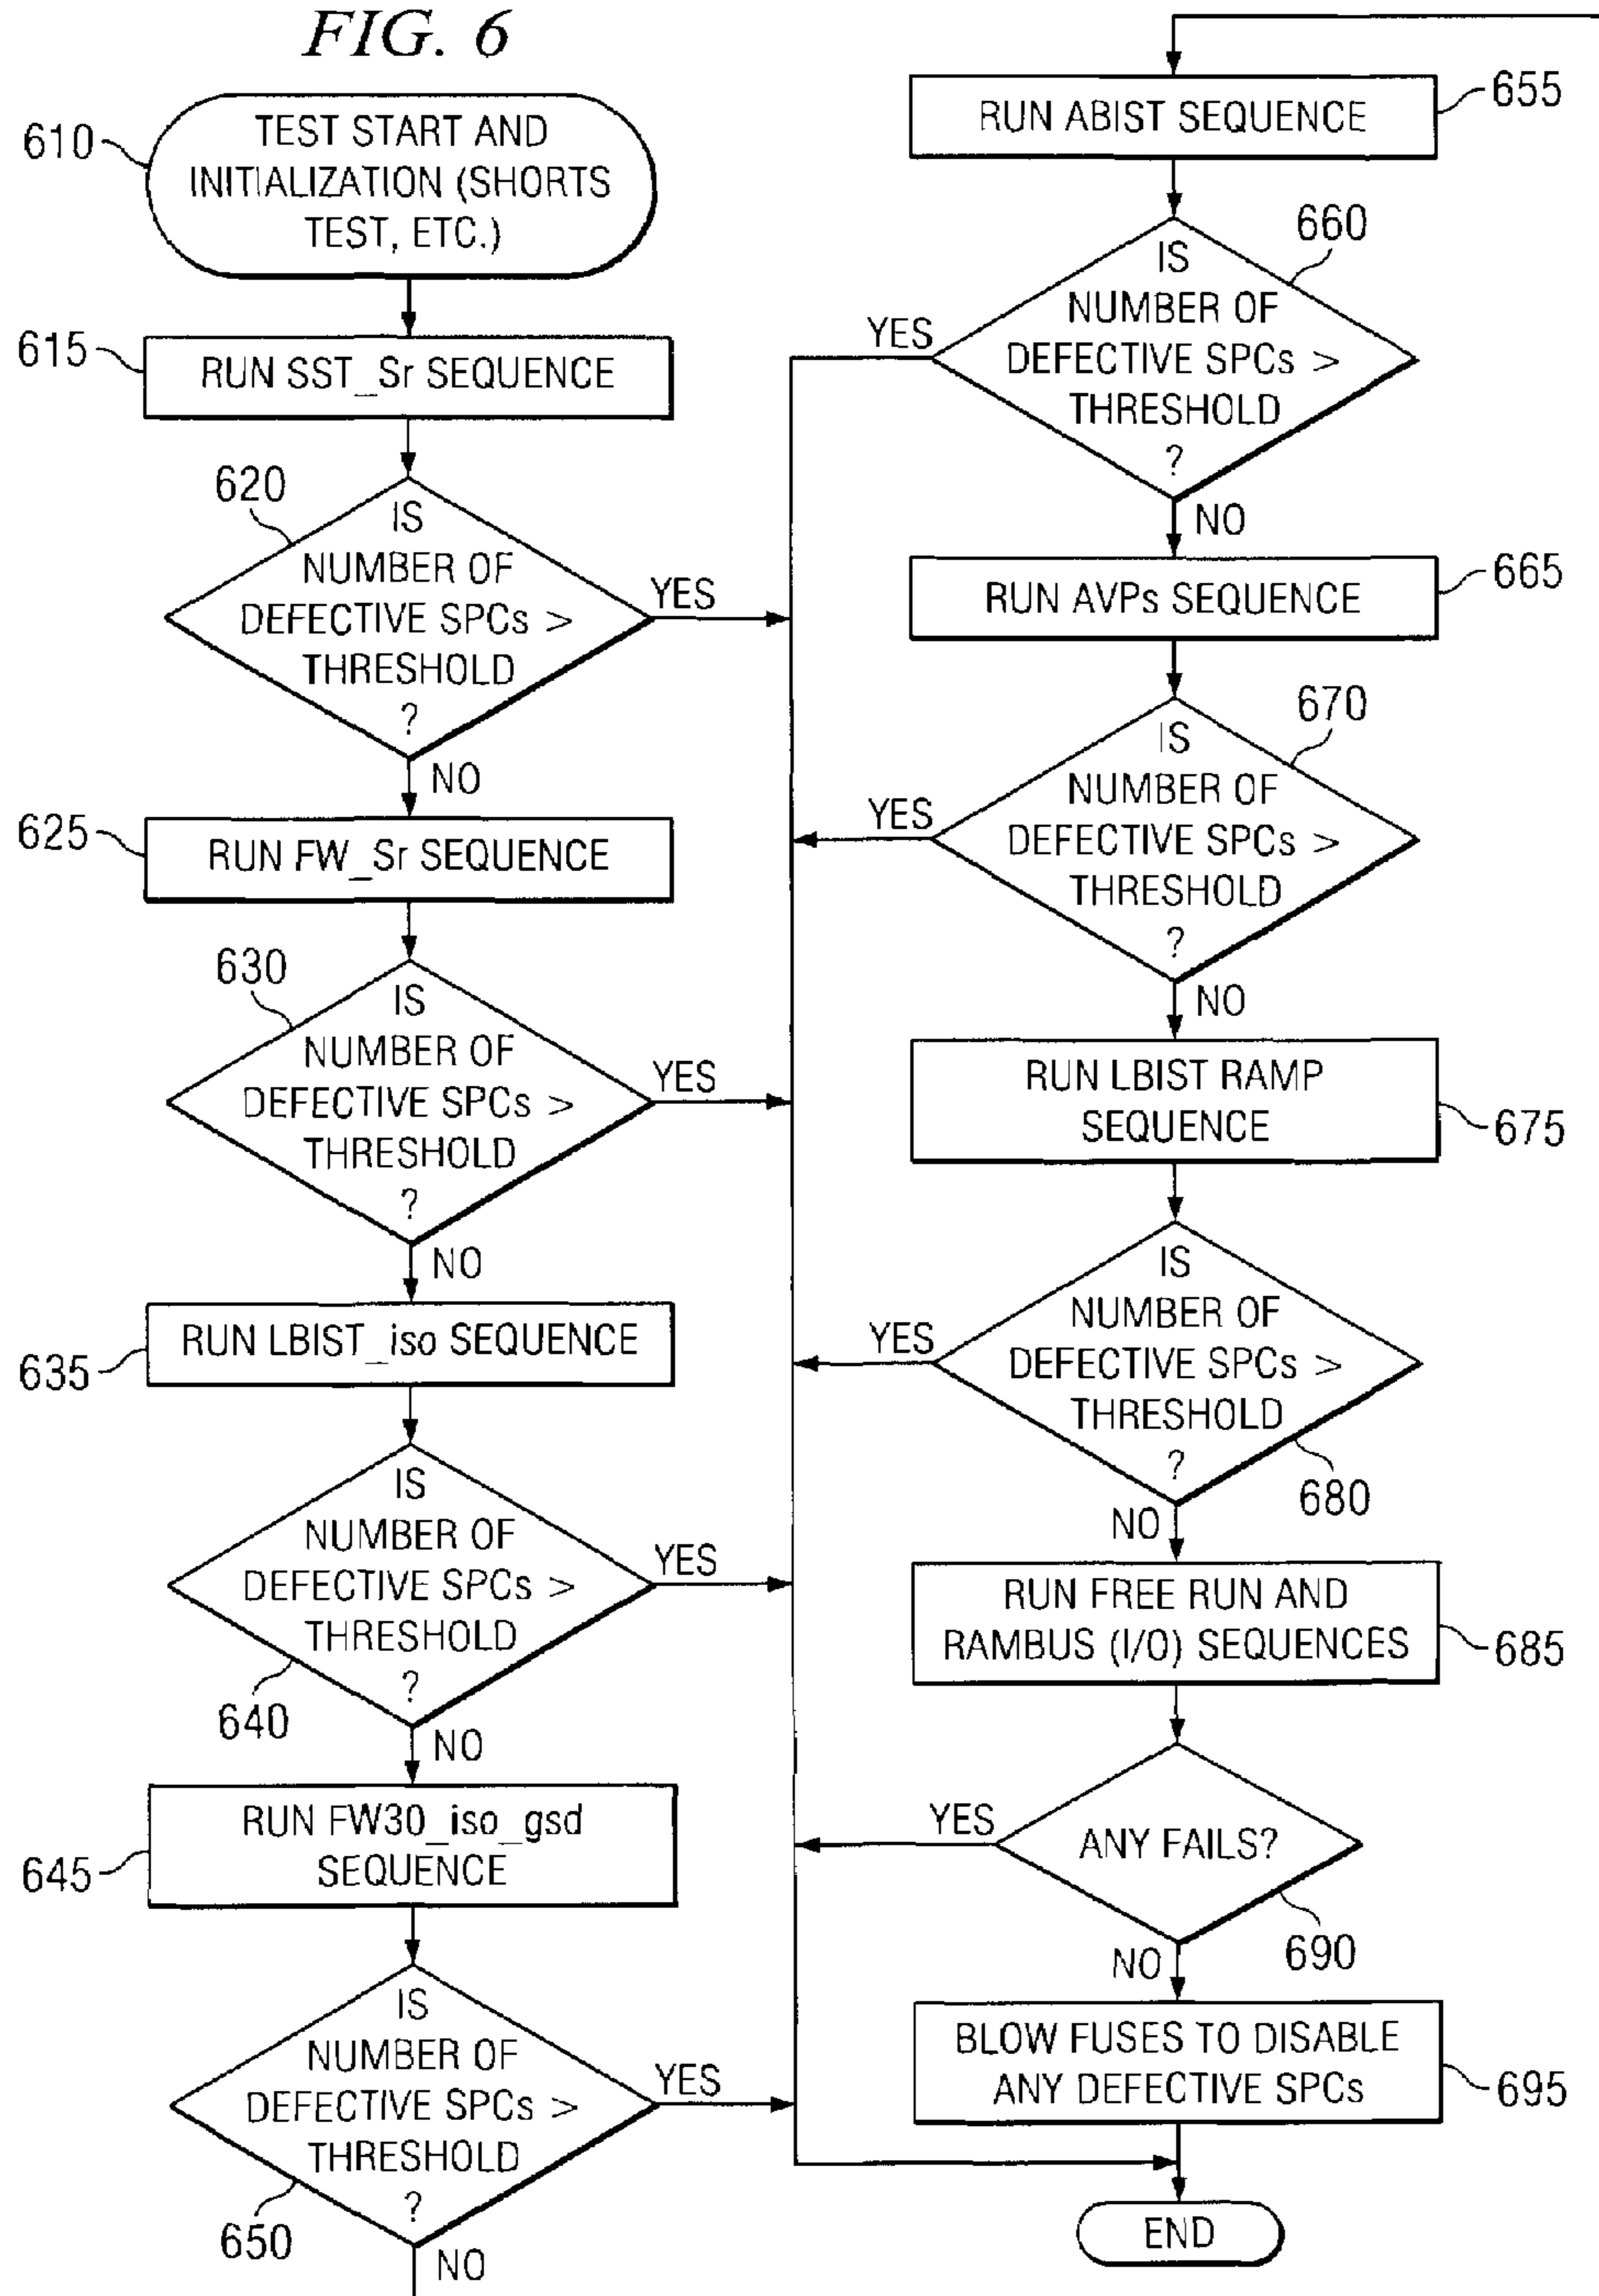 FIG. 6
610
TEST START AND
INITIALIZATION (SHORTS
TEST, ETC.)
615
RUN SST_Sr SEQUENCE
620
IS
NUMBER OF
DEFECTIVE SPCs >
THRESHOLD
?
YES
NO
625
RUN FW_Sr SEQUENCE
630
IS
NUMBER OF
DEFECTIVE SPCs >
THRESHOLD
?
YES
NO
635
RUN LBIST_iso SEQUENCE
IS
NUMBER OF
DEFECTIVE SPCs >
THRESHOLD
?
640
YES
NO
645
RUN FW30_iso_gsd
SEQUENCE
IS
NUMBER OF
DEFECTIVE SPCs >
THRESHOLD
?
650
YES
NO
RUN ABIST SEQUENCE
655
660
IS
NUMBER OF
DEFECTIVE SPCs >
THRESHOLD
?
YES
NO
RUN AVPs SEQUENCE
665
670
IS
NUMBER OF
DEFECTIVE SPCs >
THRESHOLD
?
YES
NO
RUN LBIST RAMP
SEQUENCE
675
IS
NUMBER OF
DEFECTIVE SPCs >
THRESHOLD
?
680
YES
NO
RUN FREE RUN AND
RAMBUS (I/O) SEQUENCES
685
YES
ANY FAILS?
690
NO
BLOW FUSES TO DISABLE
ANY DEFECTIVE SPCs
695
END